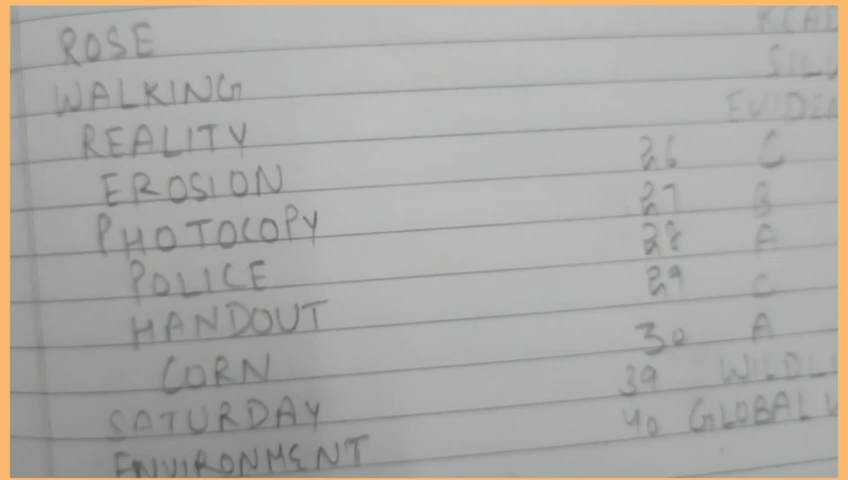 ROSE
WALKING
REALITY
EROSION
PHOTOCOPY
POLICE
HANDOUT
CORN
SATURDAY
ENVIRONMENT
26 C
27 B
28 A
29 C
30 A
39
40 GLOBAL